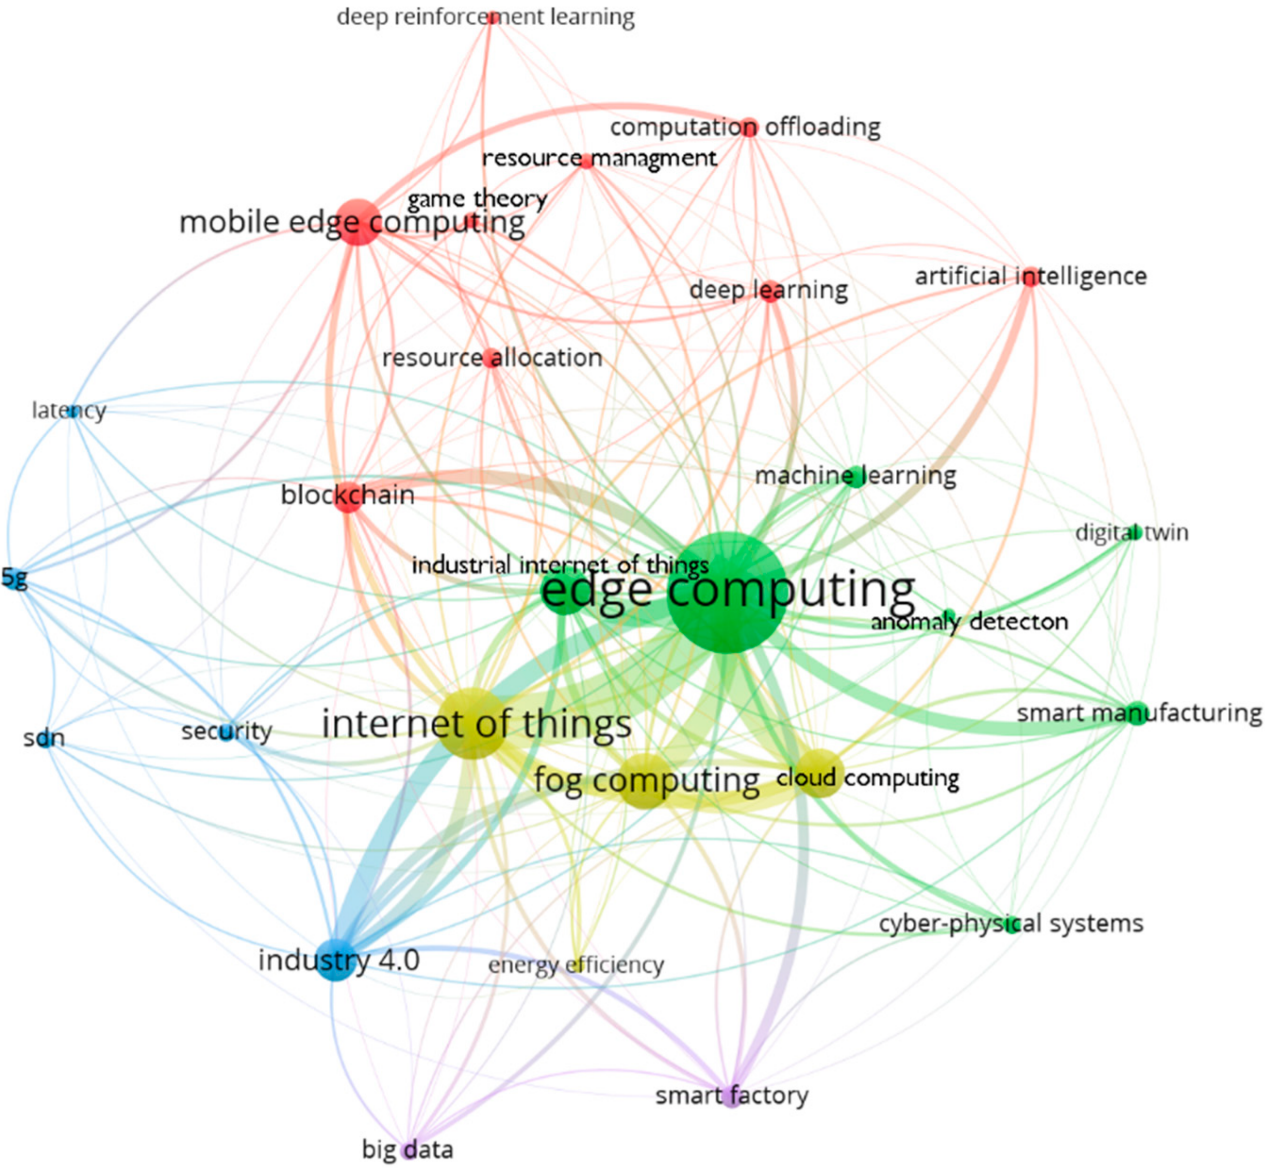 deep reinforcement learning
computation offloading
resource managment
game theory
mobile edge computing
artificial intelligence
deep learning
resource allocation
latency
machine learning
blockchain
digital twin
industrial internet of things
5g
edge computing
anomaly detecton
smart manufacturing
internet of things
security
sdn
fog computing
cloud computing
cyber-physical systems
industry 4.0
energy efficiency
smart factory
big data